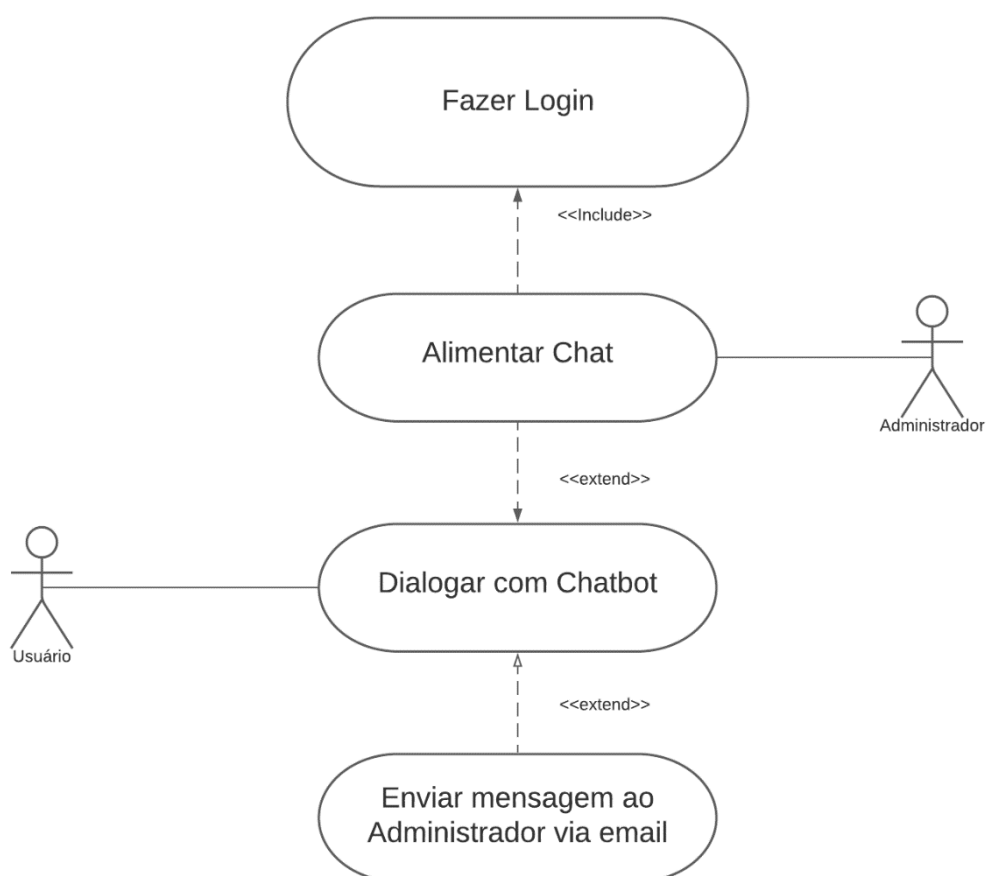 Fazer Login
<<Include>>
Alimentar Chat
Administrador
<<extend>>
Dialogar com Chatbot
Usuário
<<extend>>
Enviar mensagem ao
Administrador via email